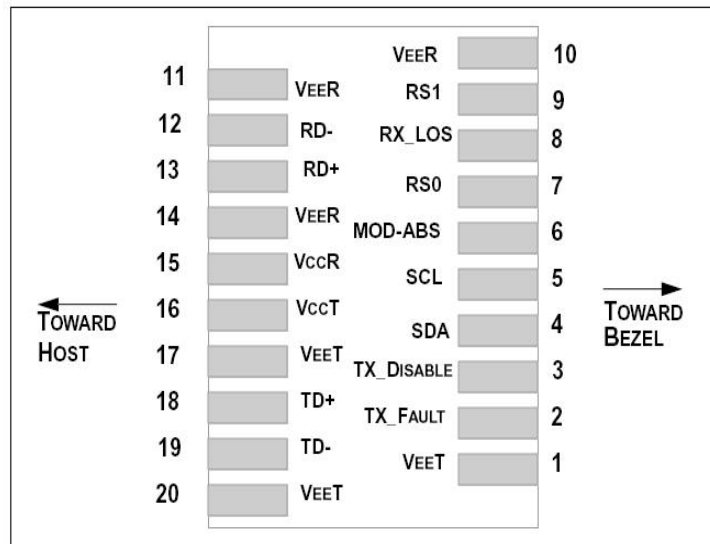 VEER 10
11 VEER
RS1 9
12 RD-
RX_LOS 8
13 RD+
RS0 7
14 VEER
MOD-ABS 6
15 VCCR
SCL 5
16 VCCT
TOWARD HOST
TOWARD BEZEL
SDA 4
17 VEET
TX_DISABLE 3
18 TD+
TX_FAULT 2
19 TD-
VEET 1
20 VEET